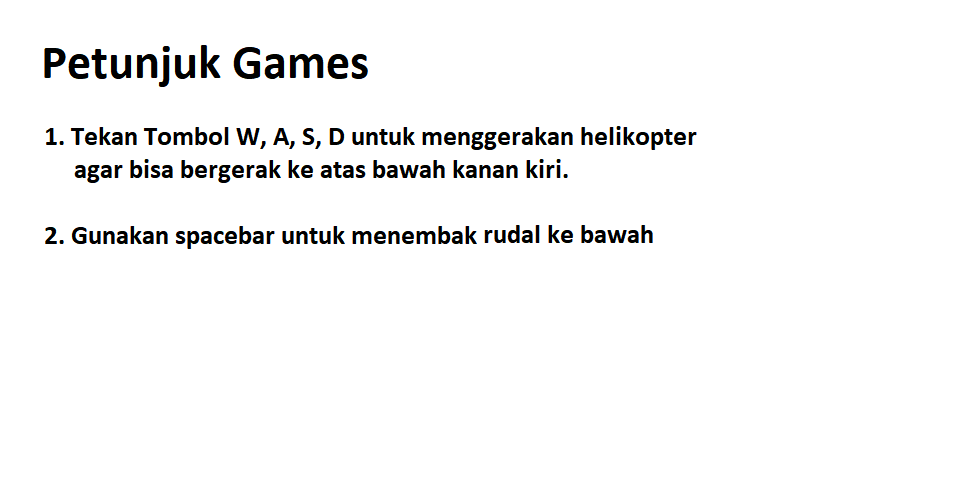 Petunjuk Games
1. Tekan Tombol W, A, S, D untuk menggerakan helikopter
agar bisa bergerak ke atas bawah kanan kiri.
2. Gunakan spacebar untuk menembak rudal ke bawah